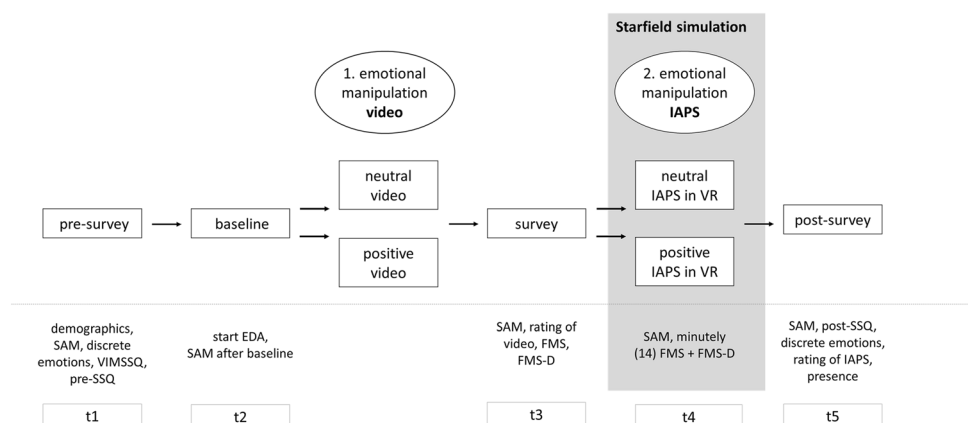 Starfield simulation
1. emotional
manipulation
video
2. emotional
manipulation
IAPS
neutral
video
neutral
IAPS in VR
pre-survey
baseline
survey
post-survey
positive
video
positive
IAPS in VR
demographics,
SAM, discrete
emotions, VIMSSQ,
pre-SSQ
start EDA,
SAM after baseline
SAM, rating of
video, FMS,
FMS-D
SAM, minutely
(14) FMS + FMS-D
SAM, post-SSQ,
discrete emotions,
rating of IAPS,
presence
t1
t2
t3
t4
t5